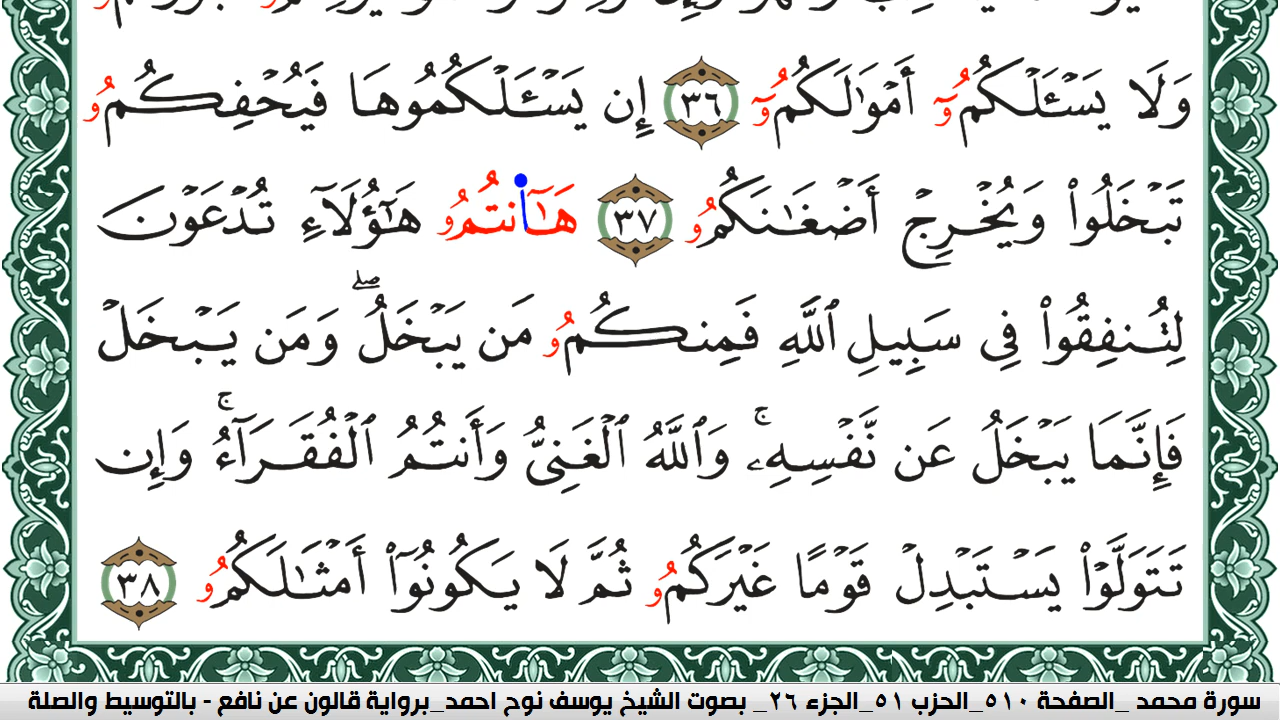 وَلَا يَسْـَٔلْكُمُۥٓ أَمْوَٰلَكُمُۥٓ ٣٦ إِن يَسْـَٔلْكُمُوهَا فَيُحْفِكُمُۥ
تَبْخَلُواْ وَيُخْرِجْ أَضْغَٰنَكُمُۥ ٣٧ هَٰٓأَنتُمُۥ هَٰٓؤُلَآءِ تُدْعَوْنَ
لِتُنفِقُواْ فِي سَبِيلِ ٱللَّهِ فَمِنكُمُۥ مَن يَبْخَلُۖ وَمَن يَبْخَلْ
فَإِنَّمَا يَبْخَلُ عَن نَّفْسِهِۦۚ وَٱللَّهُ ٱلْغَنِيُّ وَأَنتُمُ ٱلْفُقَرَآءُۚ وَإِن
تَتَوَلَّوْاْ يَسْتَبْدِلْ قَوْمًا غَيْرَكُمُۥ ثُمَّ لَا يَكُونُوٓاْ أَمْثَٰلَكُمُۥ ٣٨
سورة محمد _الصفحة ٥١٠_الحزب ٥١_الجزء ٢٦_ بصوت الشيخ يوسف نوح احمد_برواية قالون عن نافع - بالتوسيط والصلة